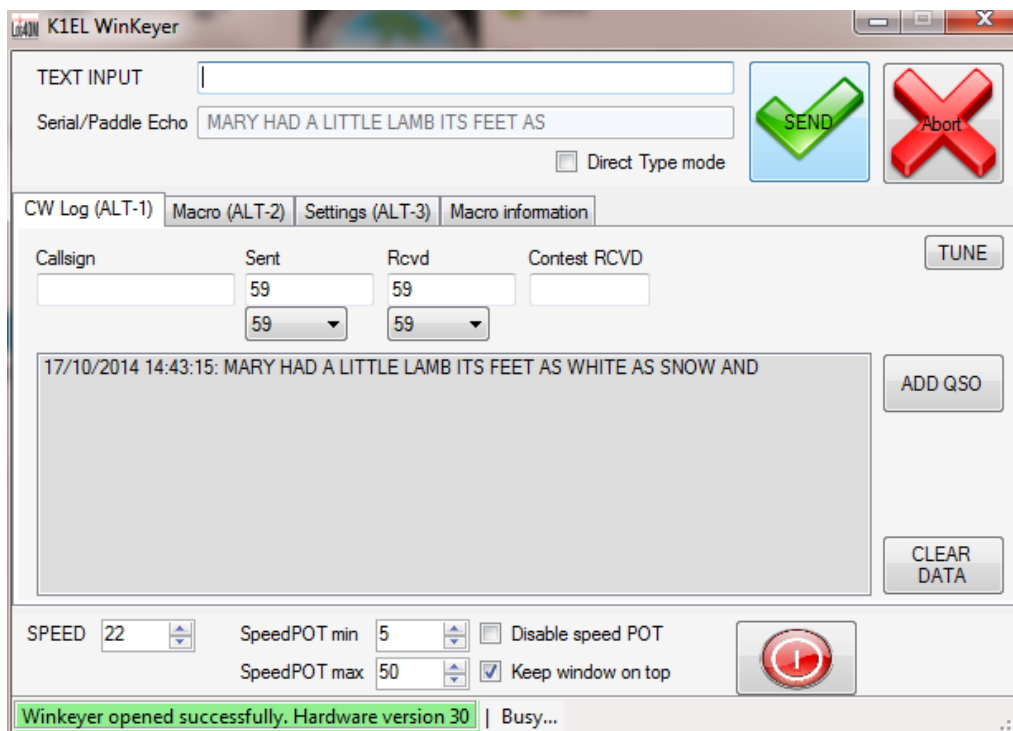 Log4OM K1EL WinKeyer
TEXT INPUT
Serial/Paddle Echo MARY HAD A LITTLE LAMB ITS FEET AS
SEND
Abort
Direct Type mode
CW Log (ALT-1) Macro (ALT-2) Settings (ALT-3) Macro information
Callsign Sent Rcvd Contest RCVD TUNE
59 59
59 59
17/10/2014 14:43:15: MARY HAD A LITTLE LAMB ITS FEET AS WHITE AS SNOW AND
ADD QSO
CLEAR
DATA
SPEED 22 SpeedPOT min 5 Disable speed POT
SpeedPOT max 50 Keep window on top
Winkeyer opened successfully. Hardware version 30 | Busy...